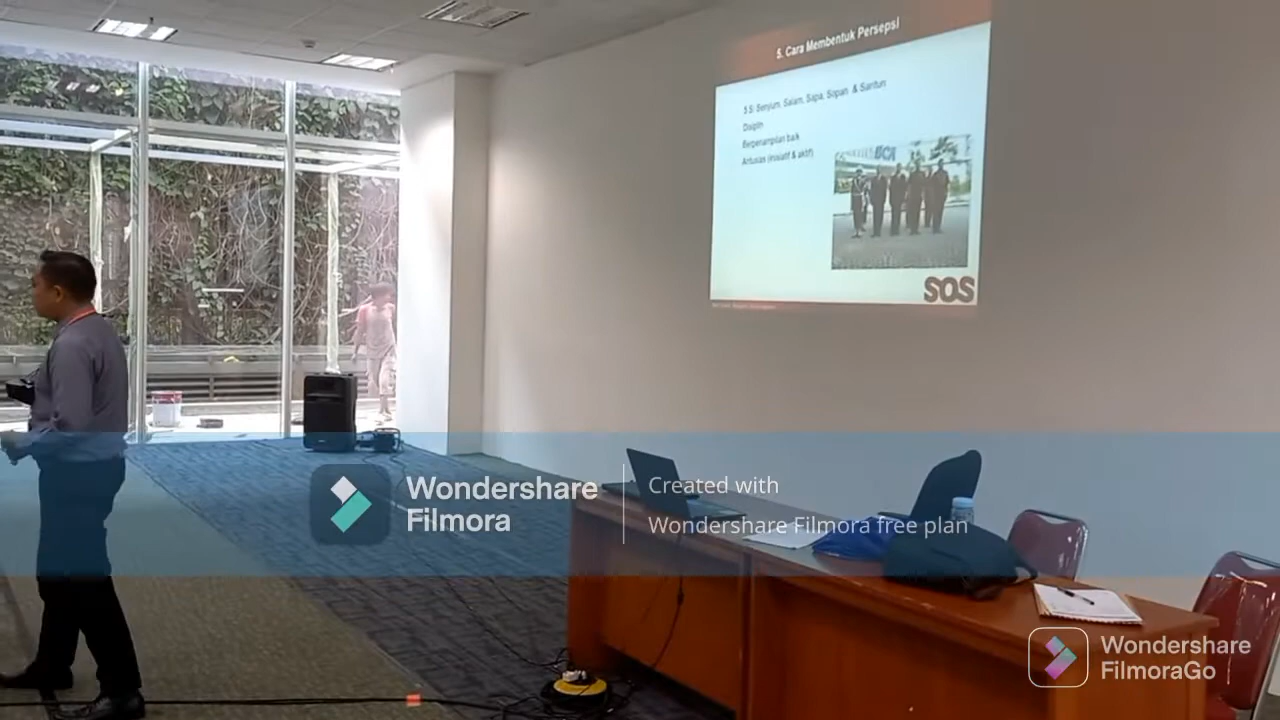 5. Cara Membentuk Persepsi
5 S: Senyum, Salam, Sapa, Sopan & Santun
Disiplin
Berpenampilan baik
Antusias (inisiatif & aktif)
BCA
SOS
Wondershare
Filmora
Created with
Wondershare Filmora free plan
Wondershare
FilmoraGo